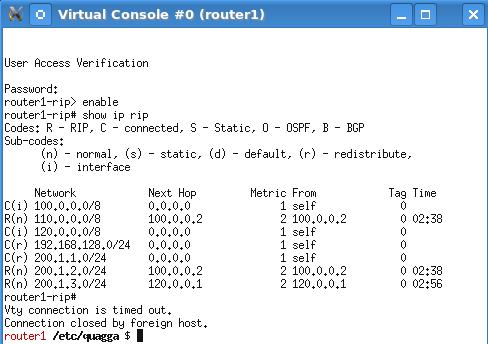 Virtual Console #0 (router1)
User Access Verification
Password:
router1-rip> enable
router1-rip# show ip rip
Codes: R - RIP, C - connected, S - Static, O - OSPF, B - BGP
Sub-codes:
      (n) - normal, (s) - static, (d) - default, (r) - redistribute,
      (i) - interface
     Network            Next Hop         Metric From            Tag Time
C(i) 100.0.0.0/8        0.0.0.0               1 self              0
R(n) 110.0.0.0/8        100.0.0.2             2 100.0.0.2         0 02:38
C(i) 120.0.0.0/8        0.0.0.0               1 self              0
C(r) 192.168.128.0/24   0.0.0.0               1 self              0
C(r) 200.1.1.0/24       0.0.0.0               1 self              0
R(n) 200.1.2.0/24       100.0.0.2             2 100.0.0.2         0 02:38
R(n) 200.1.3.0/24       120.0.0.1             2 120.0.0.1         0 02:56
router1-rip#
Vty connection is timed out.
Connection closed by foreign host.
router1 /etc/quagga $